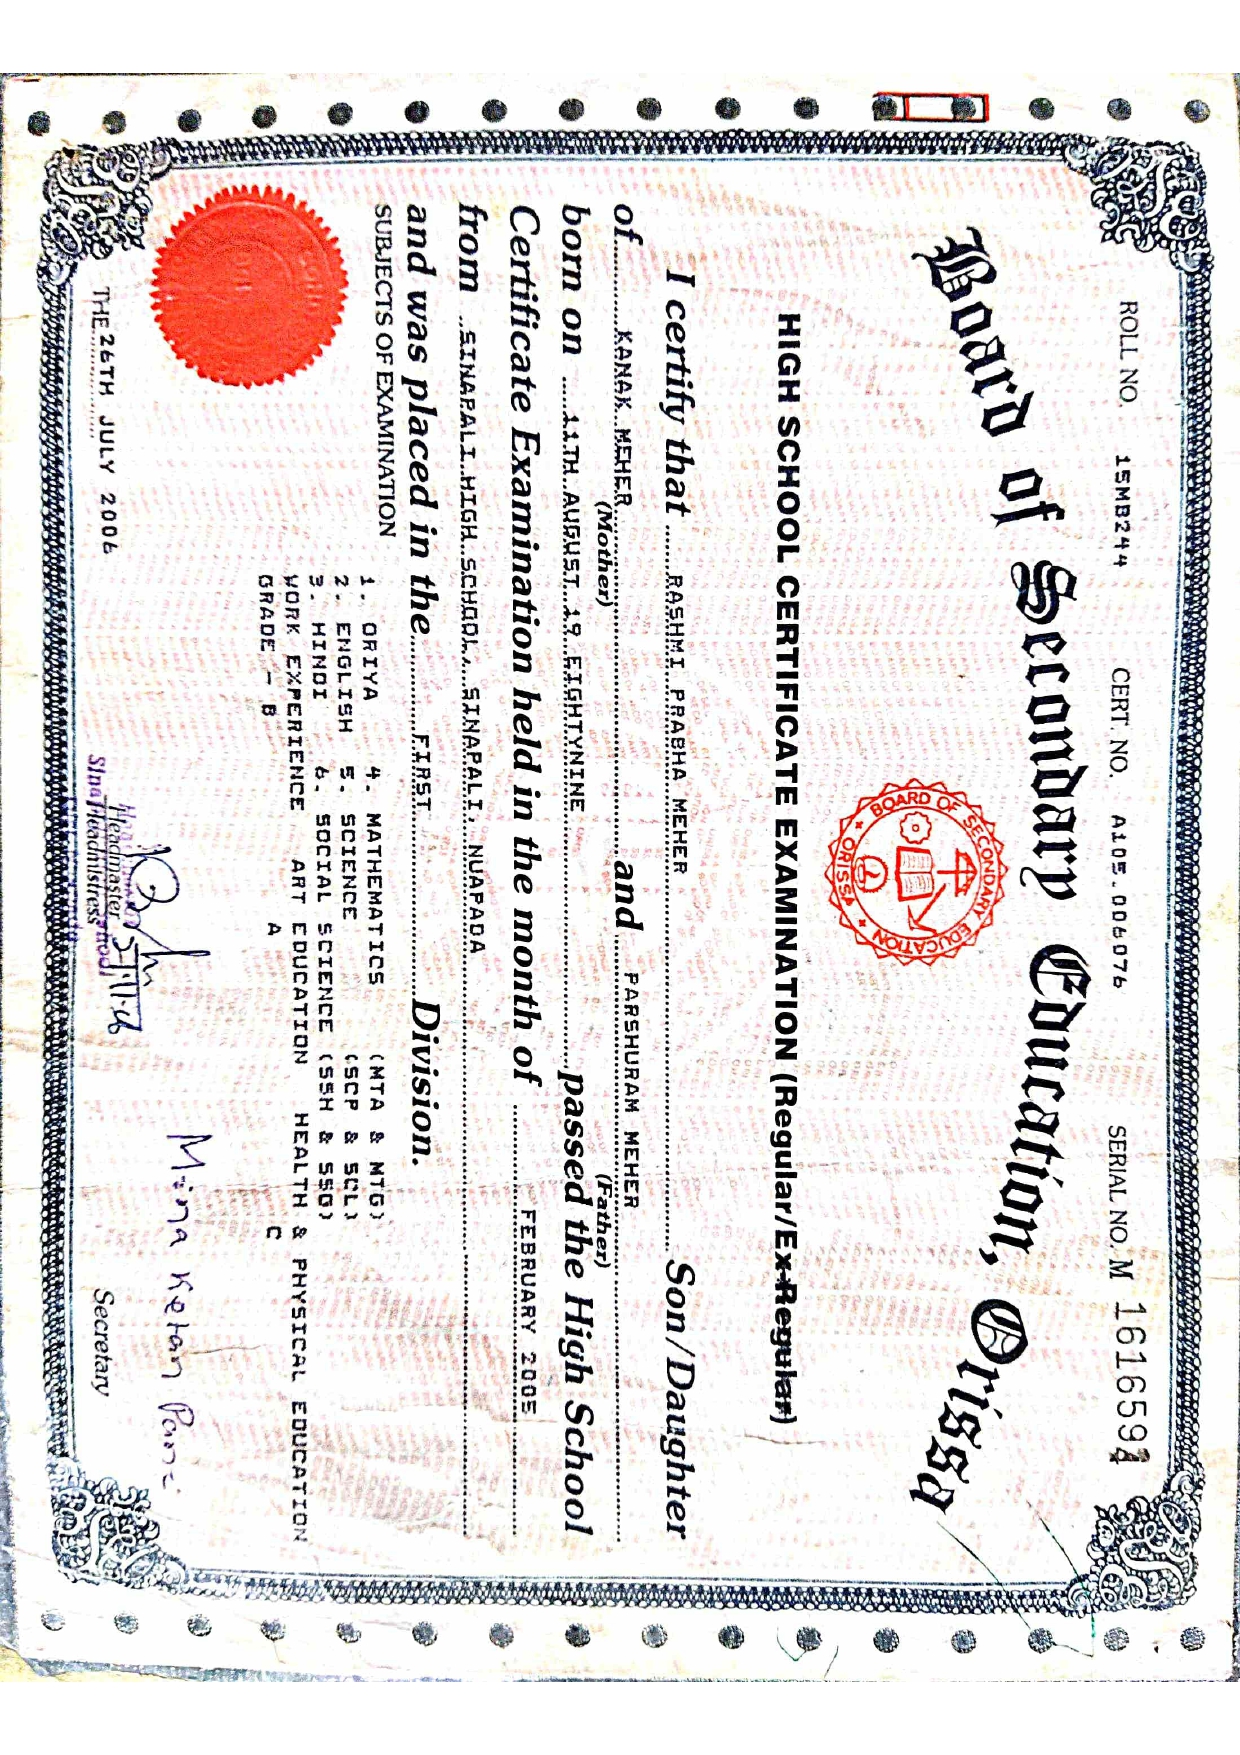 ROLL NO. 15MB244 CERT. NO. A105.006076 SERIAL NO. M 1616591
Board of Secondary Education, Orissa
BOARD OF SECONDARY EDUCATION
ORISSA
HIGH SCHOOL CERTIFICATE EXAMINATION (Regular/Ex-Regular)
I certify that RASHMI PRABHA MEHER Son/Daughter
of KANAK MEHER and PARSHURAM MEHER
(Mother) (Father)
born on 11TH AUGUST 19 EIGHTYNINE passed the High School
Certificate Examination held in the month of FEBRUARY 2005
from SINAPALI HIGH SCHOOL, SINAPALI, NUAPADA
and was placed in the FIRST Division.
SUBJECTS OF EXAMINATION
1. ORIYA 4. MATHEMATICS (MTA & MTG)
2. ENGLISH 5. SCIENCE (SCP & SCL)
3. HINDI 6. SOCIAL SCIENCE (SSH & SSG)
WORK EXPERIENCE ART EDUCATION HEALTH & PHYSICAL EDUCATION
GRADE - B A C
Mina Ketan
THE 26TH JULY 2006 Headmaster Secretary
Headmistress